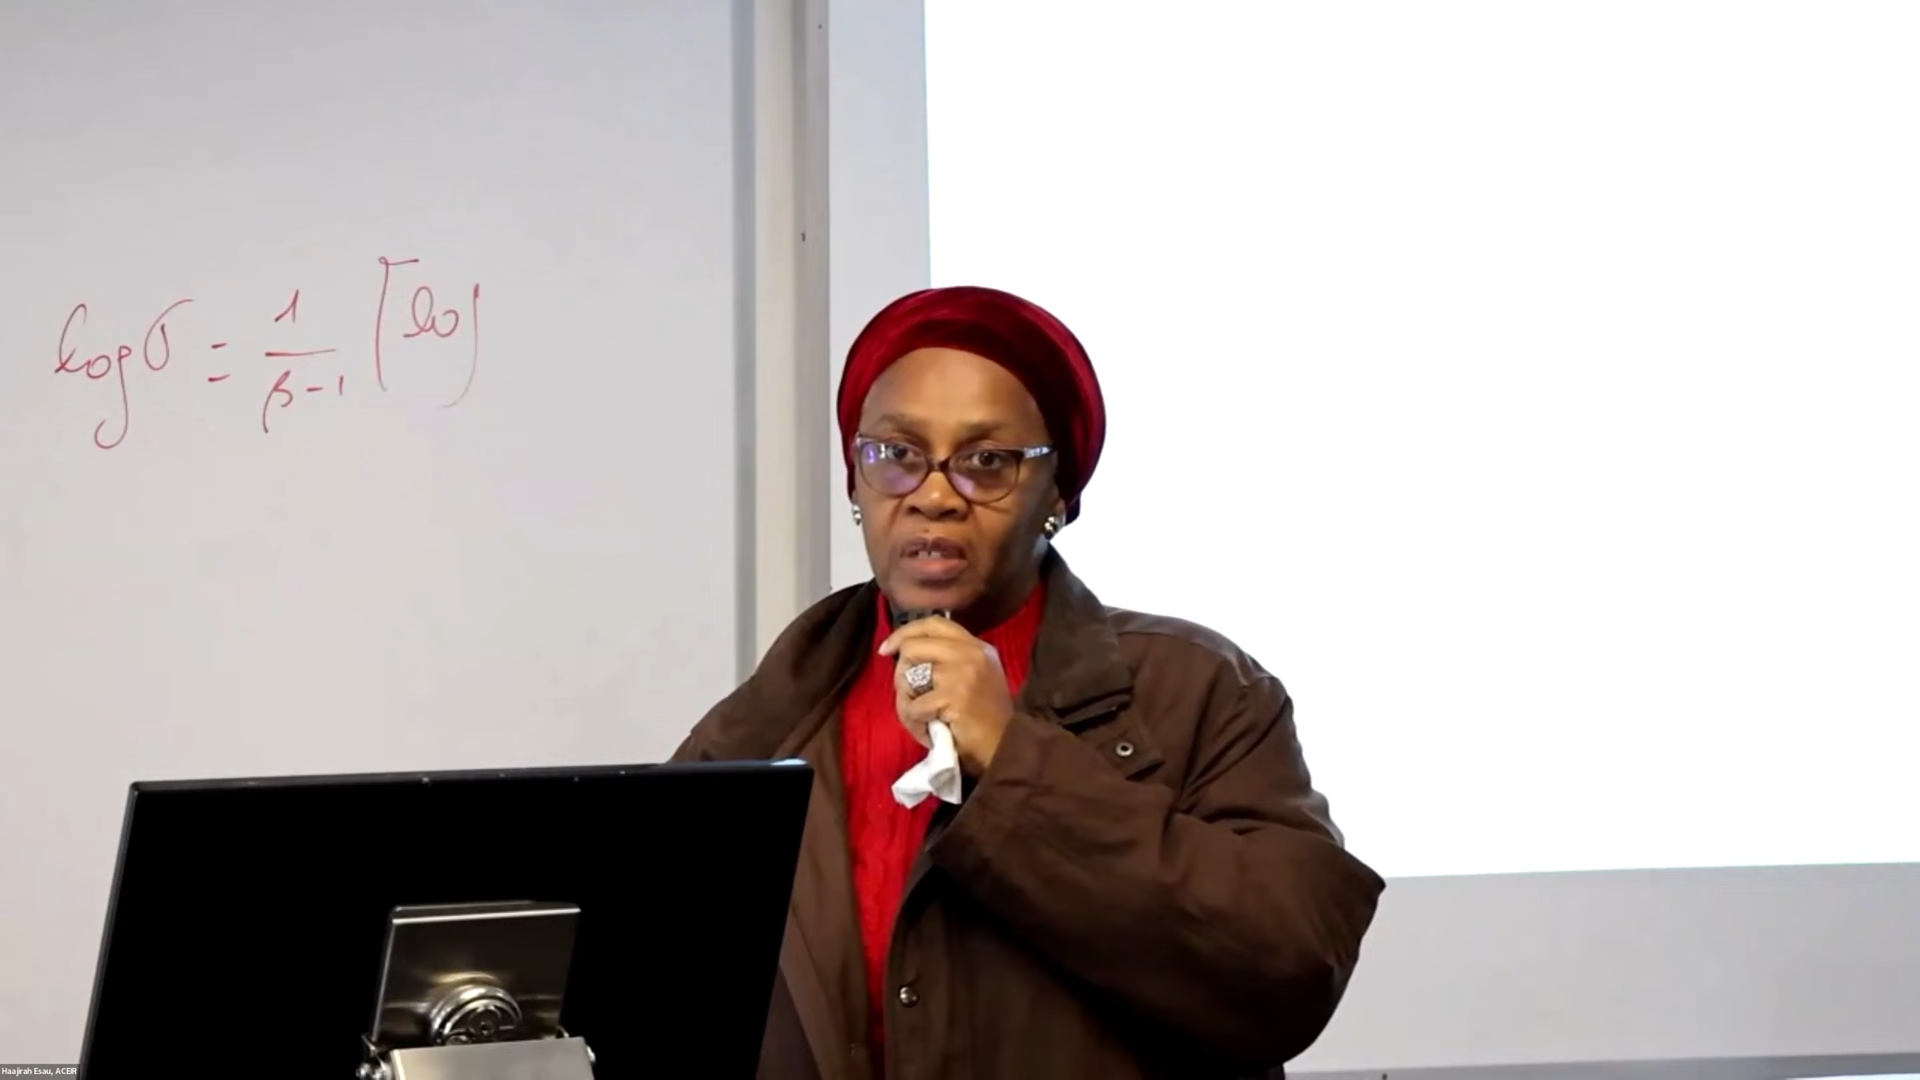 log σ = 1/β-1 [log
Haajirah Esau, ACEIR